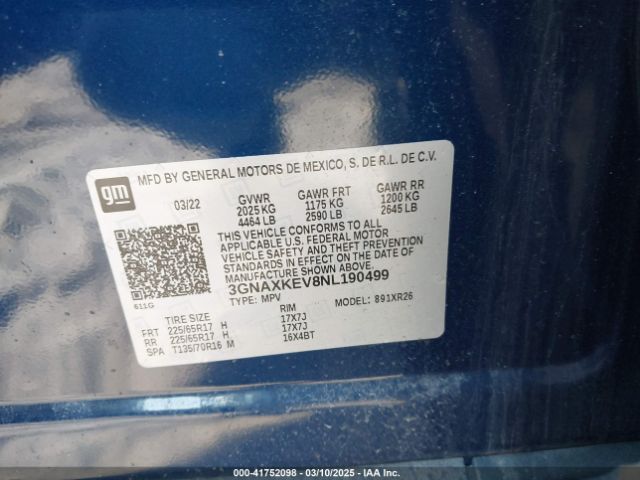 gm
MFD BY GENERAL MOTORS DE MEXICO, S. DE R.L. DE C.V.
03/22 GVWR GAWR FRT GAWR RR
2025 KG 1175 KG 1200 KG
4464 LB 2590 LB 2645 LB
THIS VEHICLE CONFORMS TO ALL
APPLICABLE U.S. FEDERAL MOTOR
VEHICLE SAFETY AND THEFT PREVENTION
STANDARDS IN EFFECT ON THE DATE OF
MANUFACTURE SHOWN ABOVE.
3GNAXKEV8NL190499
611G TYPE: MPV MODEL: 891XR26
TIRE SIZE RIM
FRT 225/65R17 H 17X7J
RR 225/65R17 H 17X7J
SPA T135/70R16 M 16X4BT
000-41752098 — 03/10/2025 — IAA Inc.